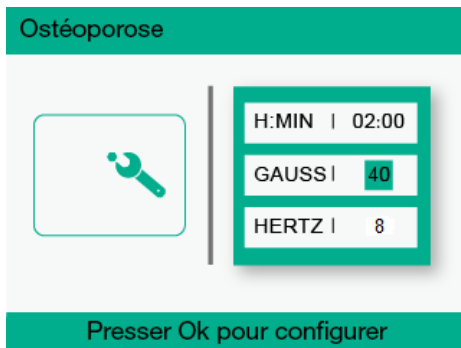 Ostéoporose
H:MIN | 02:00
GAUSS | 40
HERTZ | 8
Presser Ok pour configurer